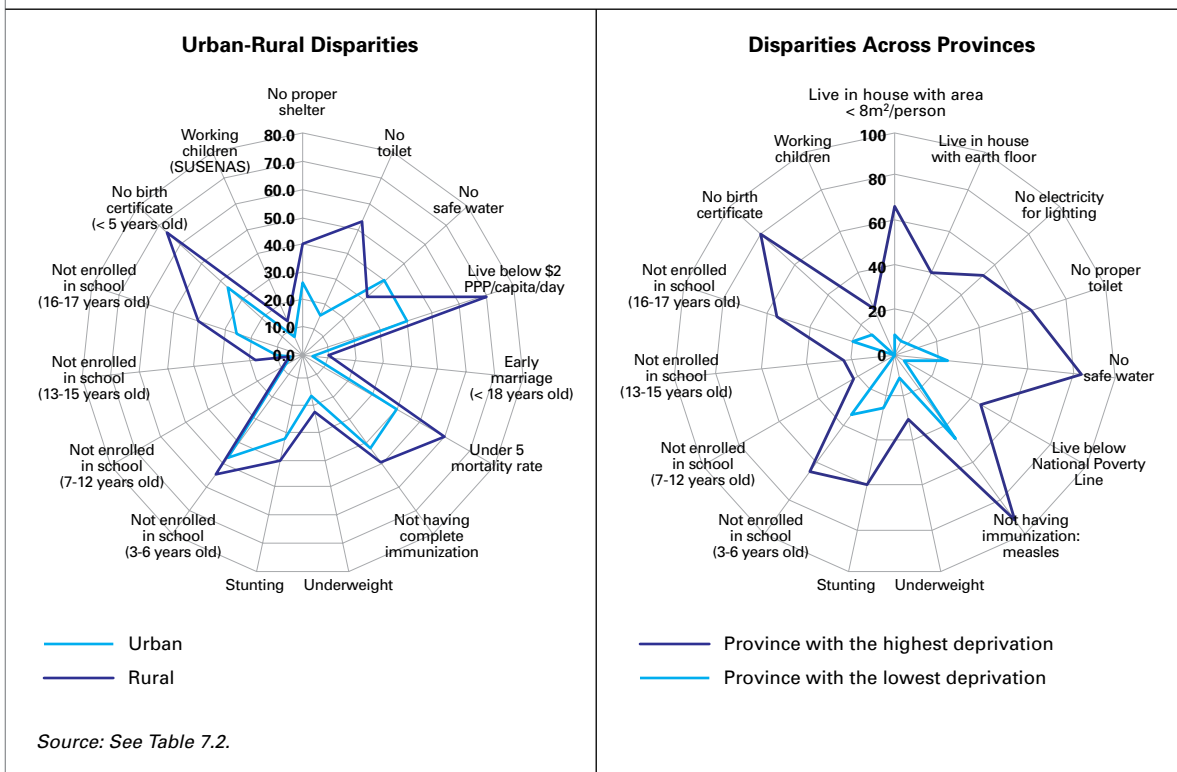 Urban-Rural Disparities
No proper
shelter
80.0
70.0
60.0
50.0
40.0
30.0
20.0
10.0
0.0
No
toilet
No
safe water
Live below $2
PPP/capita/day
Early
marriage
(< 18 years old)
Under 5
mortality rate
Not having
complete
immunization
Underweight
Stunting
Not enrolled
in school
(3-6 years old)
Not enrolled
in school
(7-12 years old)
Not enrolled
in school
(13-15 years old)
Not enrolled
in school
(16-17 years old)
No birth
certificate
(< 5 years old)
Working
children
(SUSENAS)
Urban
Rural
Source: See Table 7.2.
Disparities Across Provinces
Live in house with area
< 8m²/person
100
80
60
40
20
0
Live in house
with earth floor
No electricity
for lighting
No proper
toilet
No
safe water
Live below
National Poverty
Line
Not having
immunization:
measles
Underweight
Stunting
Not enrolled
in school
(3-6 years old)
Not enrolled
in school
(7-12 years old)
Not enrolled
in school
(13-15 years old)
Not enrolled
in school
(16-17 years old)
No birth
certificate
Working
children
Province with the highest deprivation
Province with the lowest deprivation